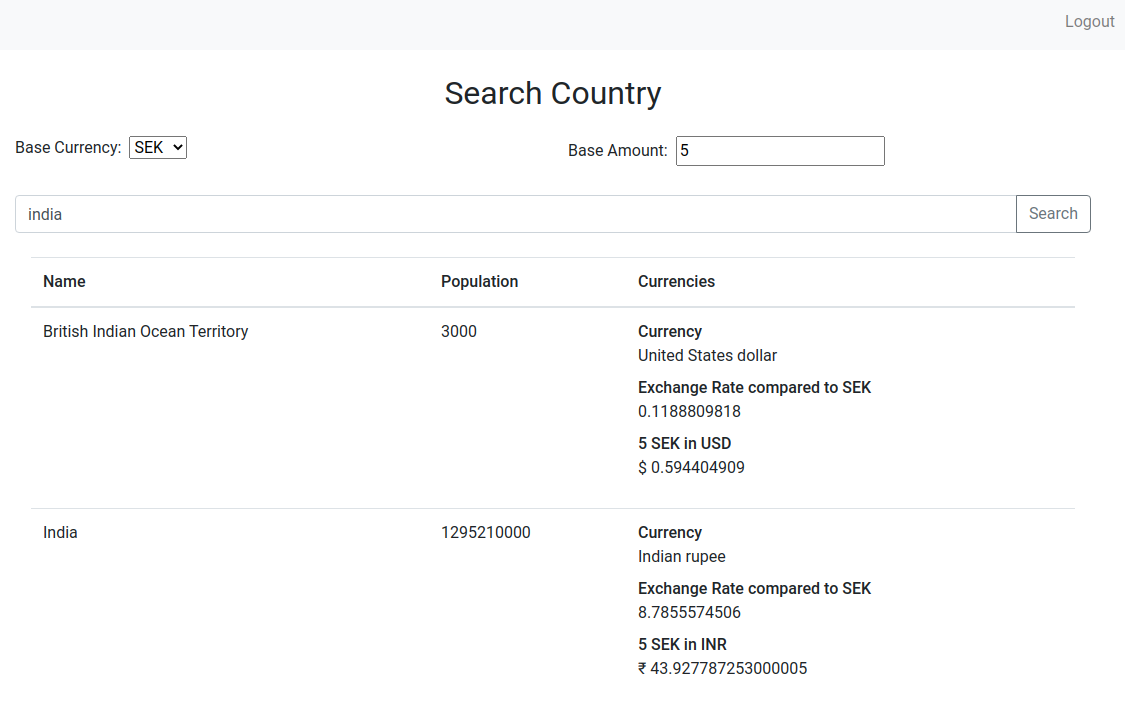 Logout
Search Country
Base Currency: SEK
Base Amount: 5
india
Search
Name Population Currencies
British Indian Ocean Territory 3000 Currency
United States dollar
Exchange Rate compared to SEK
0.1188809818
5 SEK in USD
$ 0.594404909
India 1295210000 Currency
Indian rupee
Exchange Rate compared to SEK
8.7855574506
5 SEK in INR
₹ 43.927787253000005